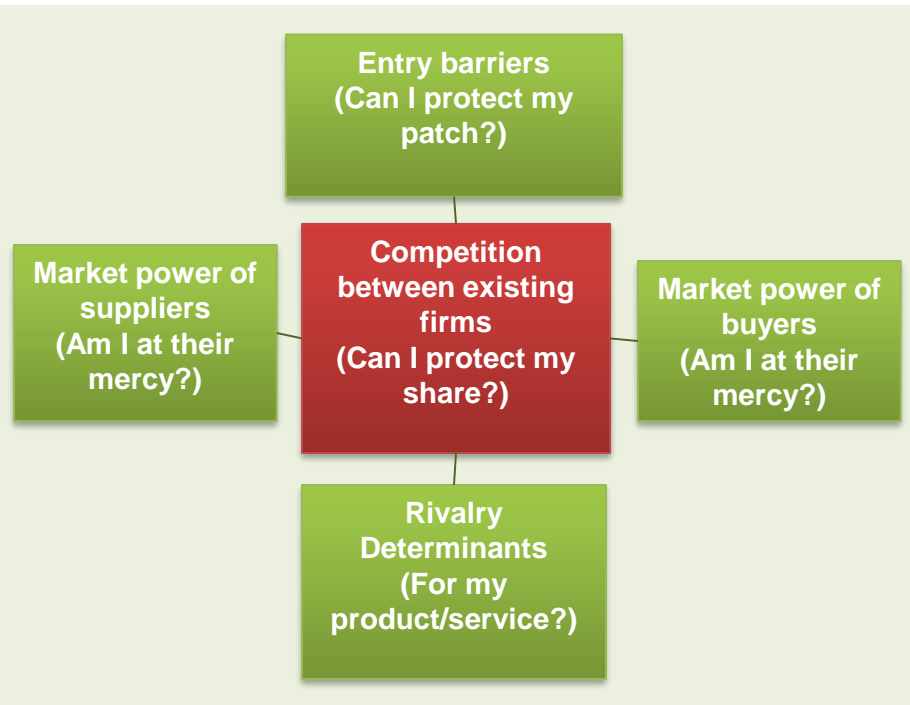 Entry barriers
(Can I protect my
patch?)
Market power of
suppliers
(Am I at their
mercy?)
Competition
between existing
firms
(Can I protect my
share?)
Market power of
buyers
(Am I at their
mercy?)
Rivalry
Determinants
(For my
product/service?)